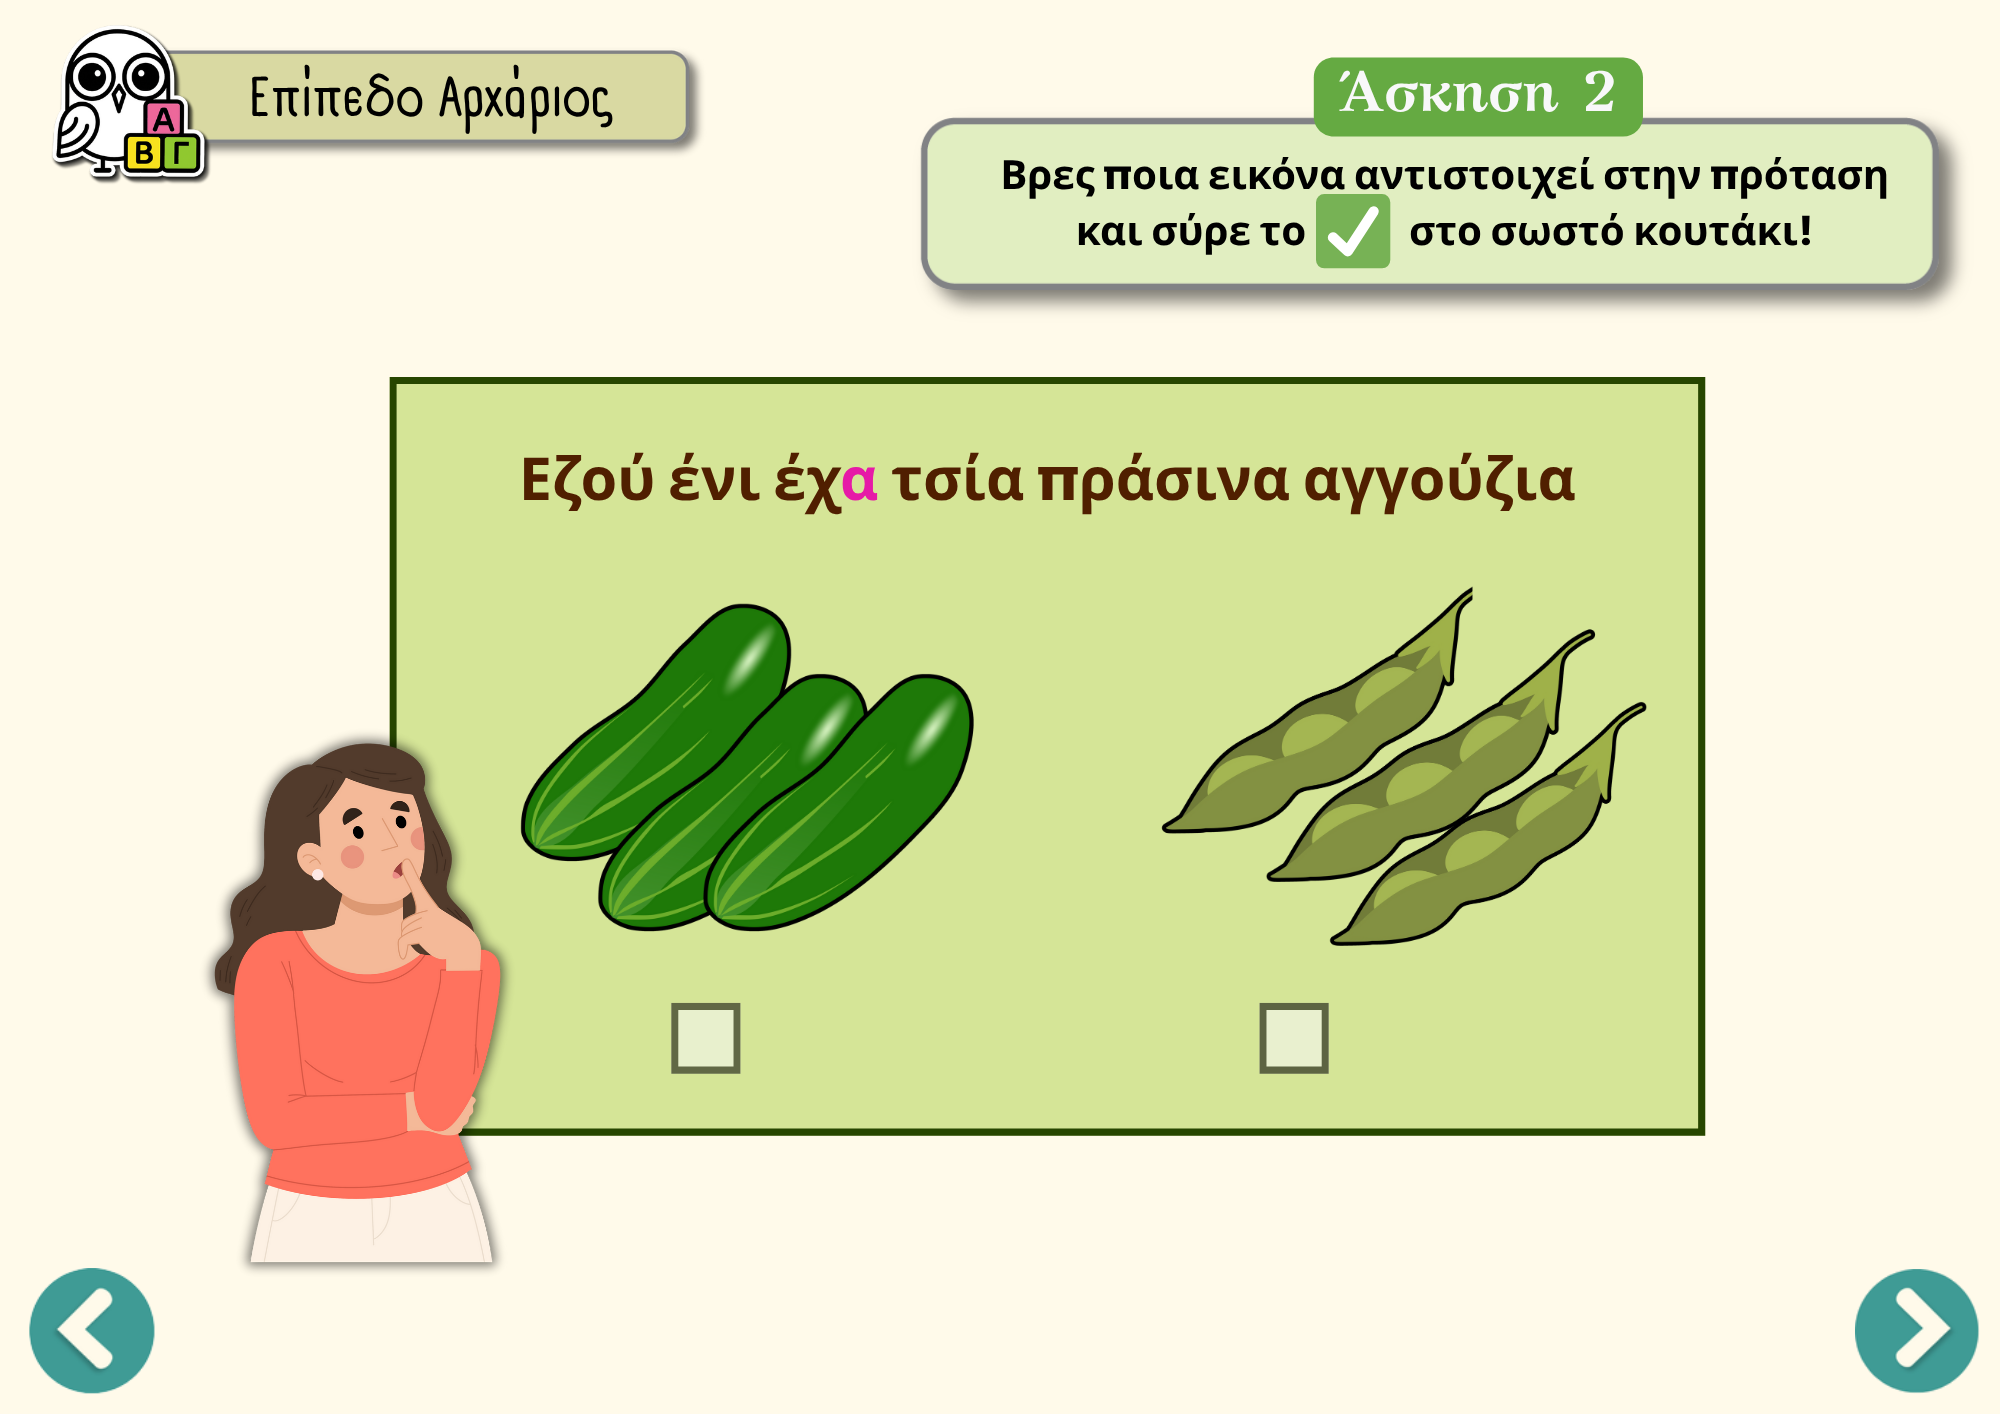 Επίπεδο Αρχάριος
Α
Β Γ
Άσκηση 2
Βρες ποια εικόνα αντιστοιχεί στην πρόταση
και σύρε το ✓ στο σωστό κουτάκι!
Εζού ένι έχα τσία πράσινα αγγούζια